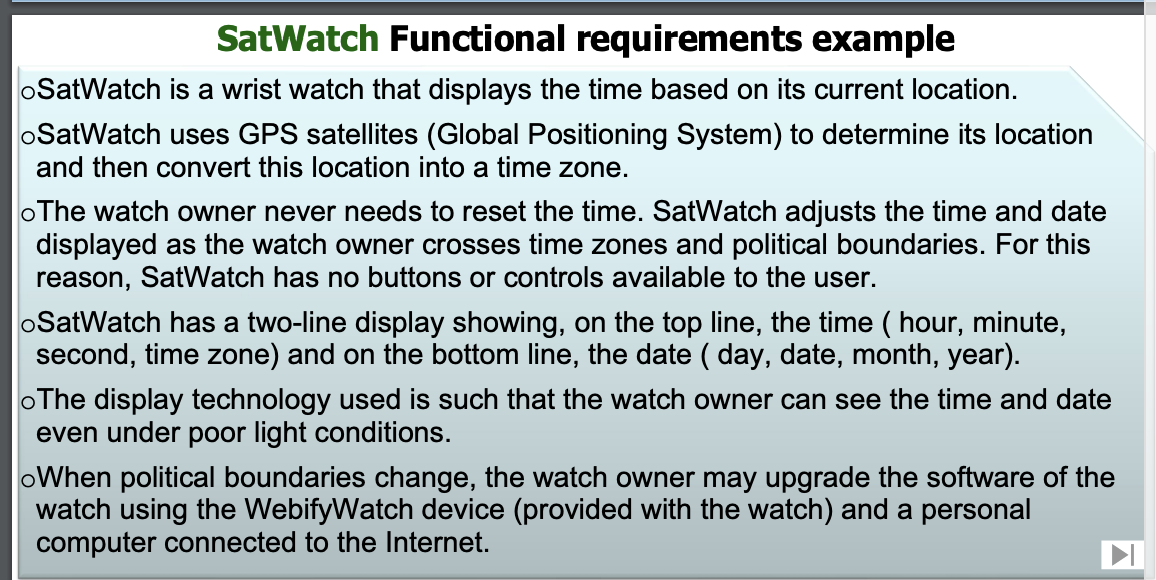 SatWatch Functional requirements example
oSatWatch is a wrist watch that displays the time based on its current location.
oSatWatch uses GPS satellites (Global Positioning System) to determine its location
and then convert this location into a time zone.
oThe watch owner never needs to reset the time. SatWatch adjusts the time and date
displayed as the watch owner crosses time zones and political boundaries. For this
reason, SatWatch has no buttons or controls available to the user.
oSatWatch has a two-line display showing, on the top line, the time ( hour, minute,
second, time zone) and on the bottom line, the date ( day, date, month, year).
oThe display technology used is such that the watch owner can see the time and date
even under poor light conditions.
oWhen political boundaries change, the watch owner may upgrade the software of the
watch using the WebifyWatch device (provided with the watch) and a personal
computer connected to the Internet.